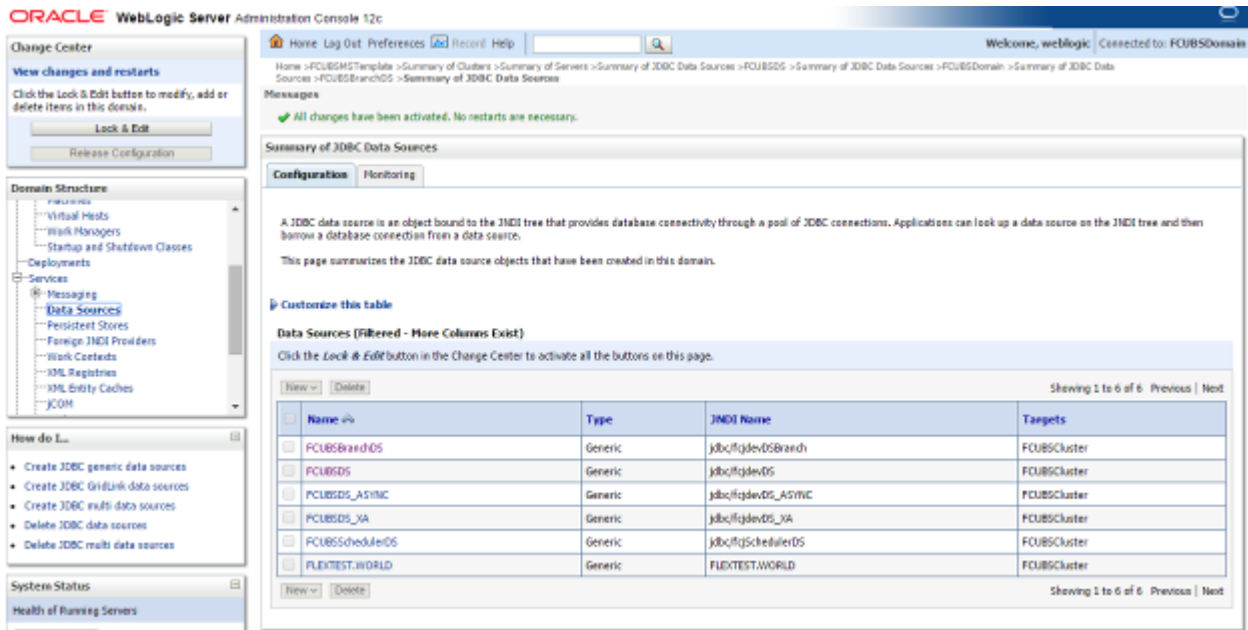 ORACLE WebLogic Server Administration Console 12c
Change Center
View changes and restarts
Click the Lock & Edit button to modify, add or
delete items in this domain.
Lock & Edit
Release Configuration
Domain Structure
Machines
Virtual Hosts
Work Managers
Startup and Shutdown Classes
Deployments
Services
Messaging
Data Sources
Persistent Stores
Foreign JNDI Providers
Work Contexts
XML Registries
XML Entity Caches
jCOM
How do I...
Create JDBC generic data sources
Create JDBC GridLink data sources
Create JDBC multi data sources
Delete JDBC data sources
Delete JDBC multi data sources
System Status
Health of Running Servers
Home Log Out Preferences Record Help
Welcome, weblogic Connected to: FCUBSDomain
Home >FCUBSMSTemplate >Summary of Clusters >Summary of Servers >Summary of JDBC Data Sources >FCUBSDS >Summary of JDBC Data Sources >FCUBSDomain >Summary of JDBC Data
Sources >FCUBSBranchDS >Summary of JDBC Data Sources
Messages
All changes have been activated. No restarts are necessary.
Summary of JDBC Data Sources
Configuration Monitoring
A JDBC data source is an object bound to the JNDI tree that provides database connectivity through a pool of JDBC connections. Applications can look up a data source on the JNDI tree and then
borrow a database connection from a data source.
This page summarizes the JDBC data source objects that have been created in this domain.
Customize this table
Data Sources (Filtered - More Columns Exist)
Click the Lock & Edit button in the Change Center to activate all the buttons on this page.
New Delete Showing 1 to 6 of 6 Previous | Next
Name Type JNDI Name Targets
FCUBSBranchDS Generic jdbc/fcjdevDSBranch FCUBSCluster
FCUBSDS Generic jdbc/fcjdevDS FCUBSCluster
FCUBSDS_ASYNC Generic jdbc/fcjdevDS_ASYNC FCUBSCluster
FCUBSDS_XA Generic jdbc/fcjdevDS_XA FCUBSCluster
FCUBSSchedulerDS Generic jdbc/fcjSchedulerDS FCUBSCluster
FLEXTEST.WORLD Generic FLEXTEST.WORLD FCUBSCluster
New Delete Showing 1 to 6 of 6 Previous | Next